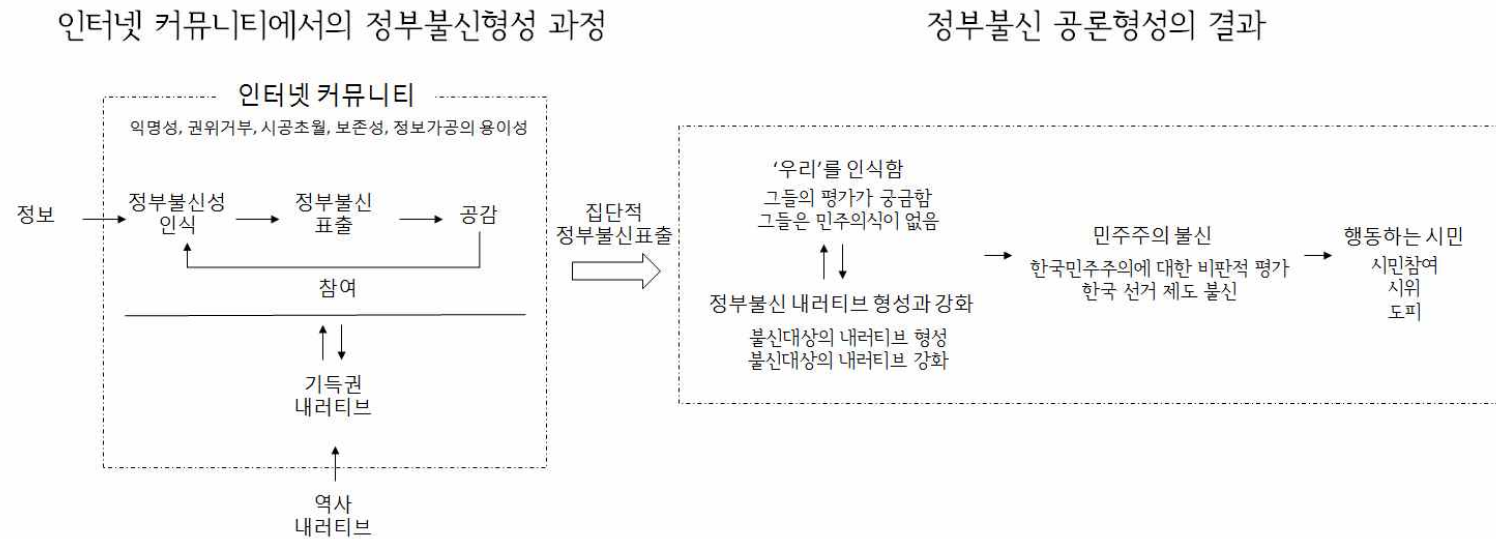 인터넷 커뮤니티에서의 정부불신형성 과정
정부불신 공론형성의 결과
인터넷 커뮤니티
익명성, 권위거부, 시공초월, 보존성, 정보가공의 용이성
정보
정부불신성
인식
정부불신
표출
공감
참여
기득권
내러티브
역사
내러티브
집단적
정부불신표출
‘우리’를 인식함
그들의 평가가 궁금함
그들은 민주의식이 없음
정부불신 내러티브 형성과 강화
불신대상의 내러티브 형성
불신대상의 내러티브 강화
민주주의 불신
한국민주주의에 대한 비판적 평가
한국 선거 제도 불신
행동하는 시민
시민참여
시위
도피